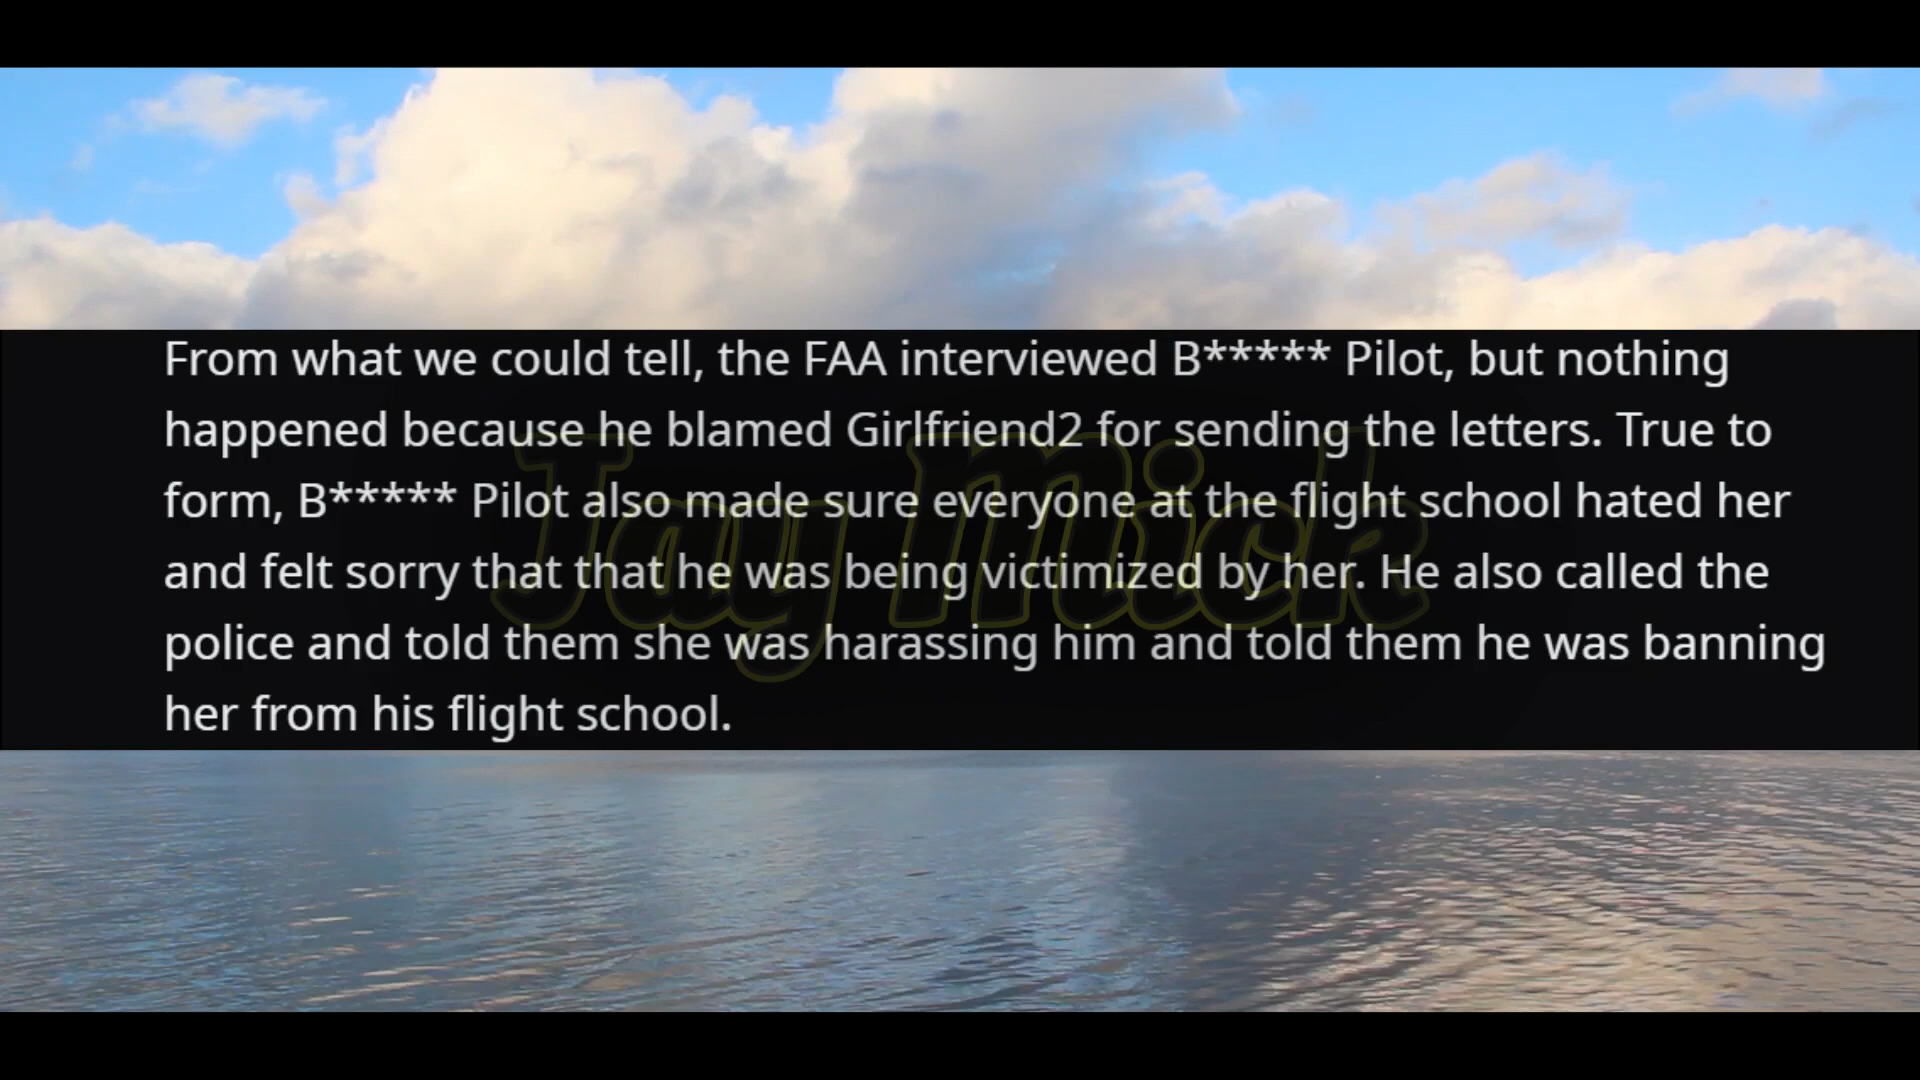 From what we could tell, the FAA interviewed B***** Pilot, but nothing
happened because he blamed Girlfriend2 for sending the letters. True to
form, B***** Pilot also made sure everyone at the flight school hated her
and felt sorry that that he was being victimized by her. He also called the
police and told them she was harassing him and told them he was banning
her from his flight school.
Jay Mick